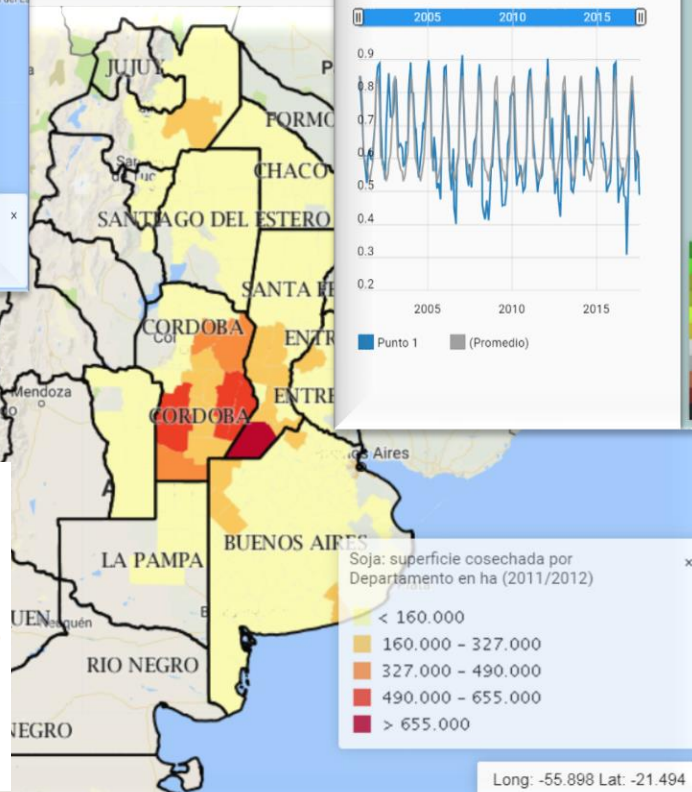 2005 2010 2015
0.9
0.8
0.7
0.6
0.5
0.4
0.3
0.2
2005 2010 2015
Punto 1 (Promedio)
x
JUJUY
P
FORMO
CHACO
SANTIAGO DEL ESTERO
SANTA FE
CORDOBA
ENTR
Mendoza
ENTRE
CORDOBA
os Aires
A
BUENOS AIRES
LA PAMPA
UEN
RIO NEGRO
NEGRO
Soja: superficie cosechada por
Departamento en ha (2011/2012)
x
< 160.000
160.000 - 327.000
327.000 - 490.000
490.000 - 655.000
> 655.000
Long: -55.898 Lat: -21.494